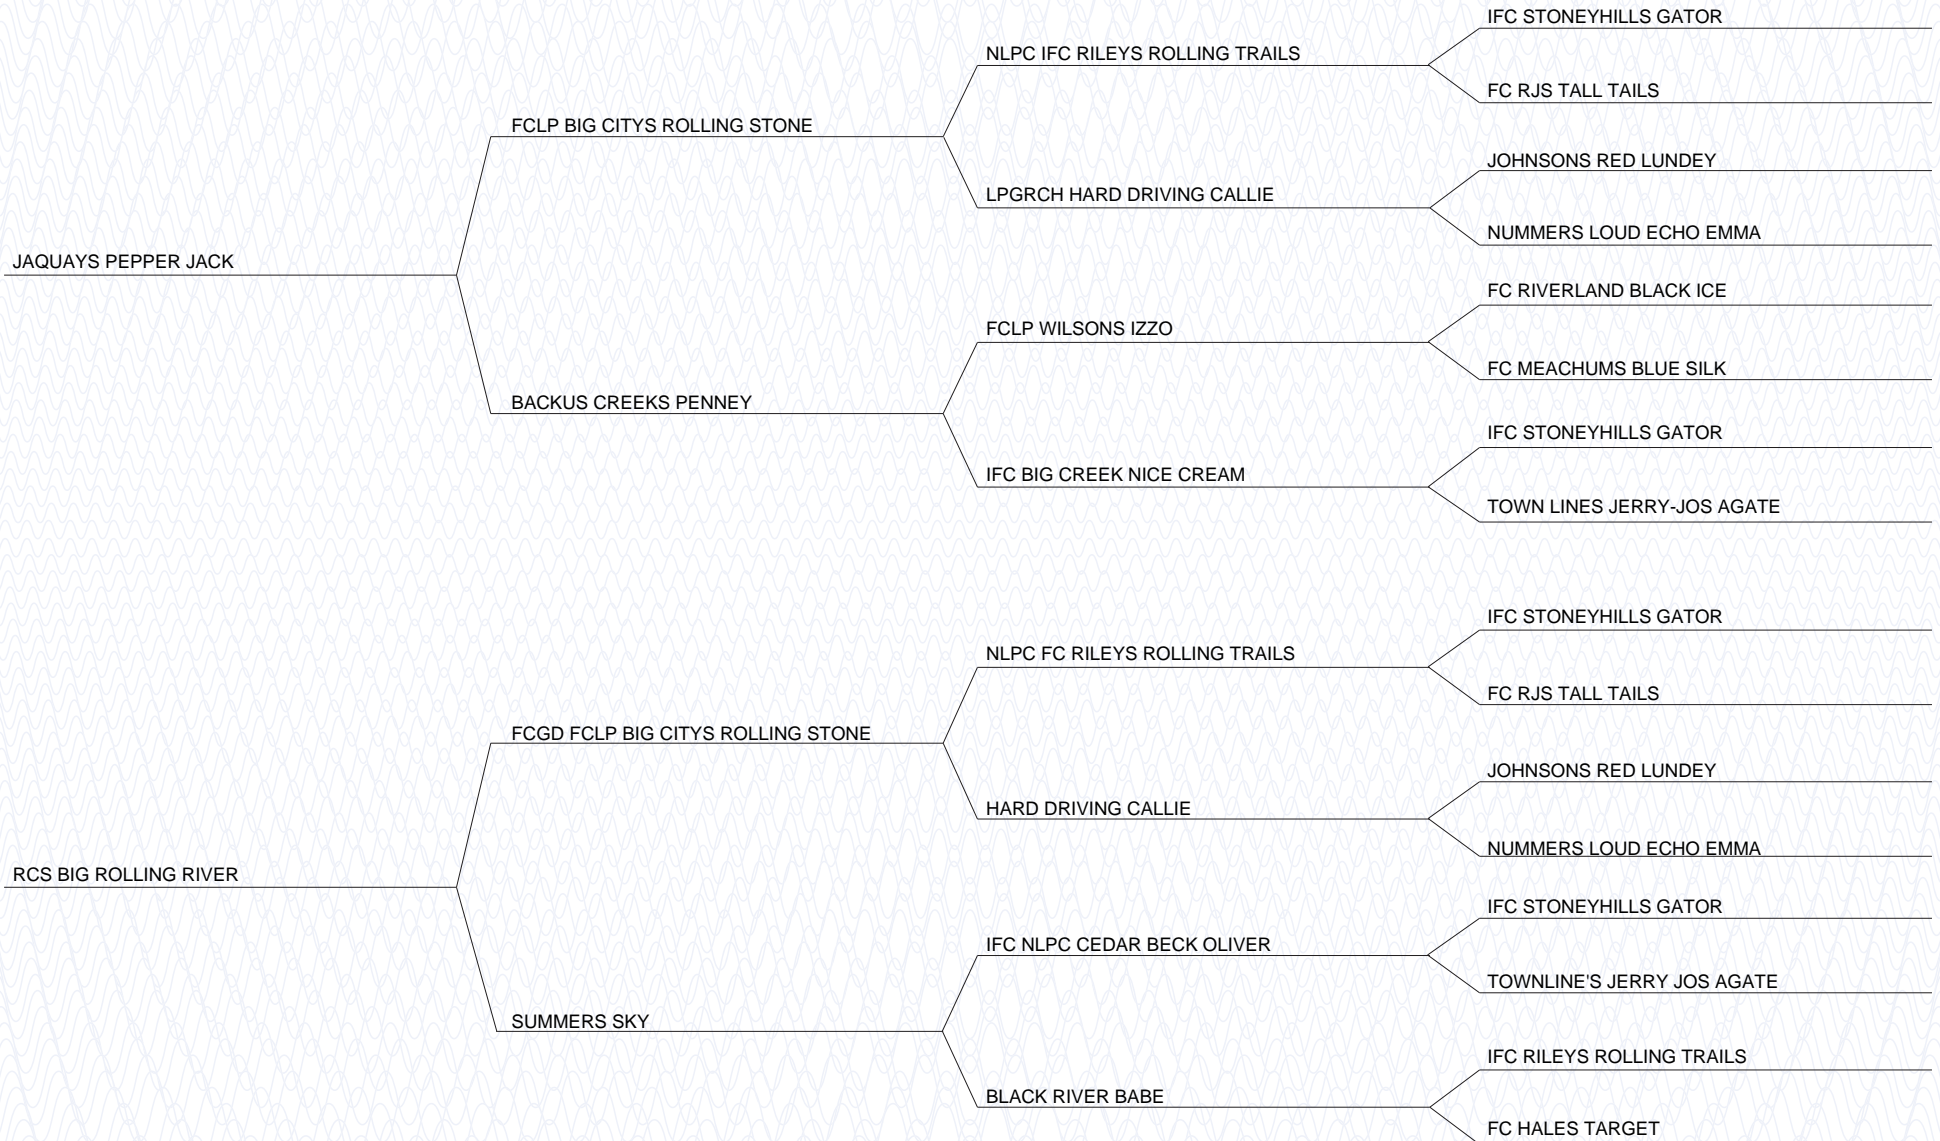 IFC STONEYHILLS GATOR
NLPC IFC RILEYS ROLLING TRAILS
FC RJS TALL TAILS
FCLP BIG CITYS ROLLING STONE
JOHNSONS RED LUNDEY
LPGRCH HARD DRIVING CALLIE
NUMMERS LOUD ECHO EMMA
JAQUAYS PEPPER JACK
FC RIVERLAND BLACK ICE
FCLP WILSONS IZZO
FC MEACHUMS BLUE SILK
BACKUS CREEKS PENNEY
IFC STONEYHILLS GATOR
IFC BIG CREEK NICE CREAM
TOWN LINES JERRY-JOS AGATE
IFC STONEYHILLS GATOR
NLPC FC RILEYS ROLLING TRAILS
FC RJS TALL TAILS
FCGD FCLP BIG CITYS ROLLING STONE
JOHNSONS RED LUNDEY
HARD DRIVING CALLIE
NUMMERS LOUD ECHO EMMA
RCS BIG ROLLING RIVER
IFC STONEYHILLS GATOR
IFC NLPC CEDAR BECK OLIVER
TOWNLINE'S JERRY JOS AGATE
SUMMERS SKY
IFC RILEYS ROLLING TRAILS
BLACK RIVER BABE
FC HALES TARGET